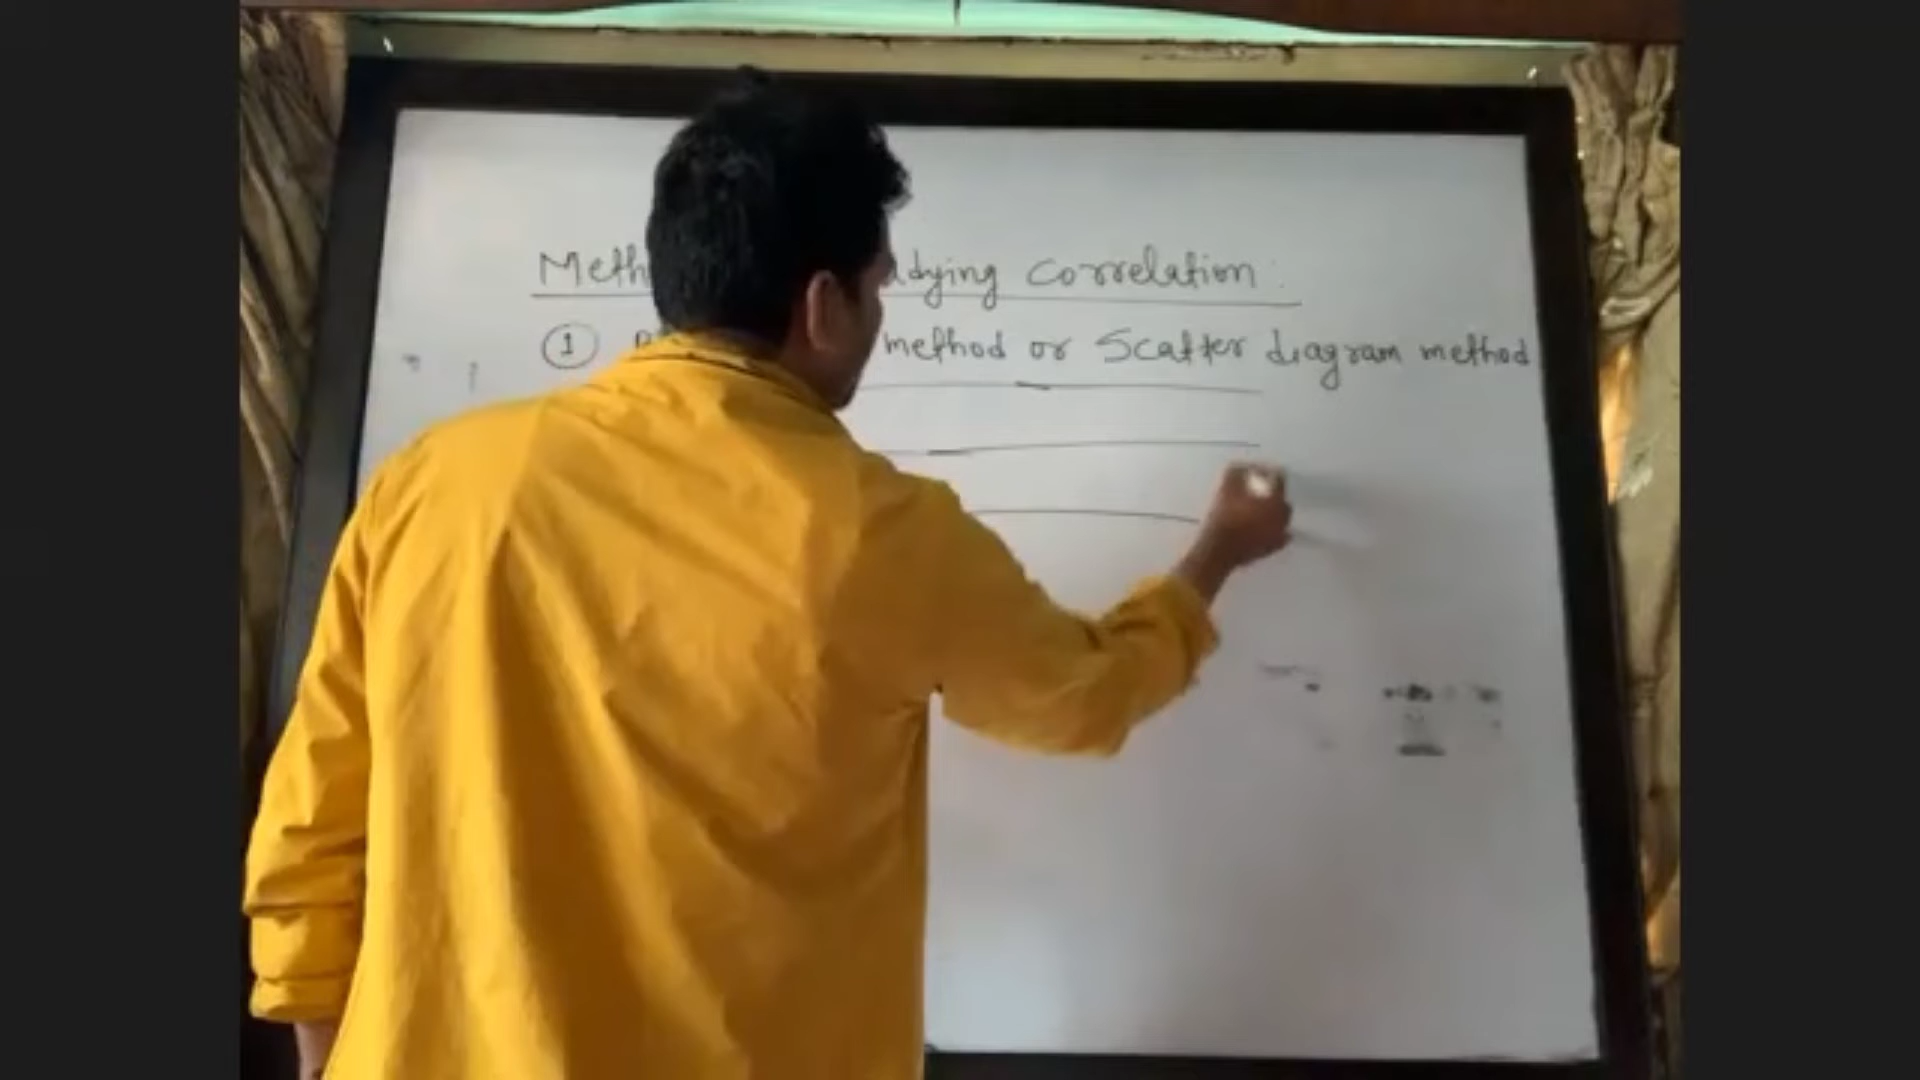 Meth dying correlation :
① method or Scatter diagram method